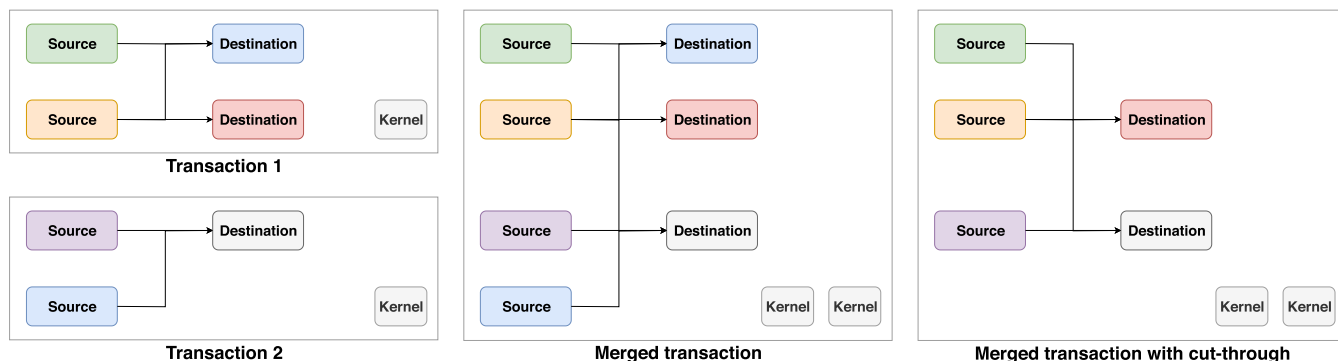 Source
Destination
Source
Destination
Kernel
Transaction 1
Source
Destination
Source
Kernel
Transaction 2
Source
Destination
Source
Destination
Source
Destination
Source
Kernel
Kernel
Merged transaction
Source
Source
Destination
Source
Destination
Kernel
Kernel
Merged transaction with cut-through